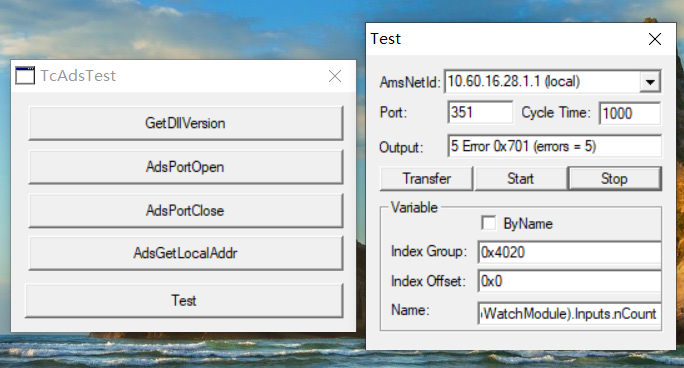 TcAdsTest
GetDllVersion
AdsPortOpen
AdsPortClose
AdsGetLocalAddr
Test
Test
AmsNetId: 10.60.16.28.1.1 (local)
Port: 351 Cycle Time: 1000
Output: 5 Error 0x701 (errors = 5)
Transfer Start Stop
Variable
ByName
Index Group: 0x4020
Index Offset: 0x0
Name: WatchModule).Inputs.nCount